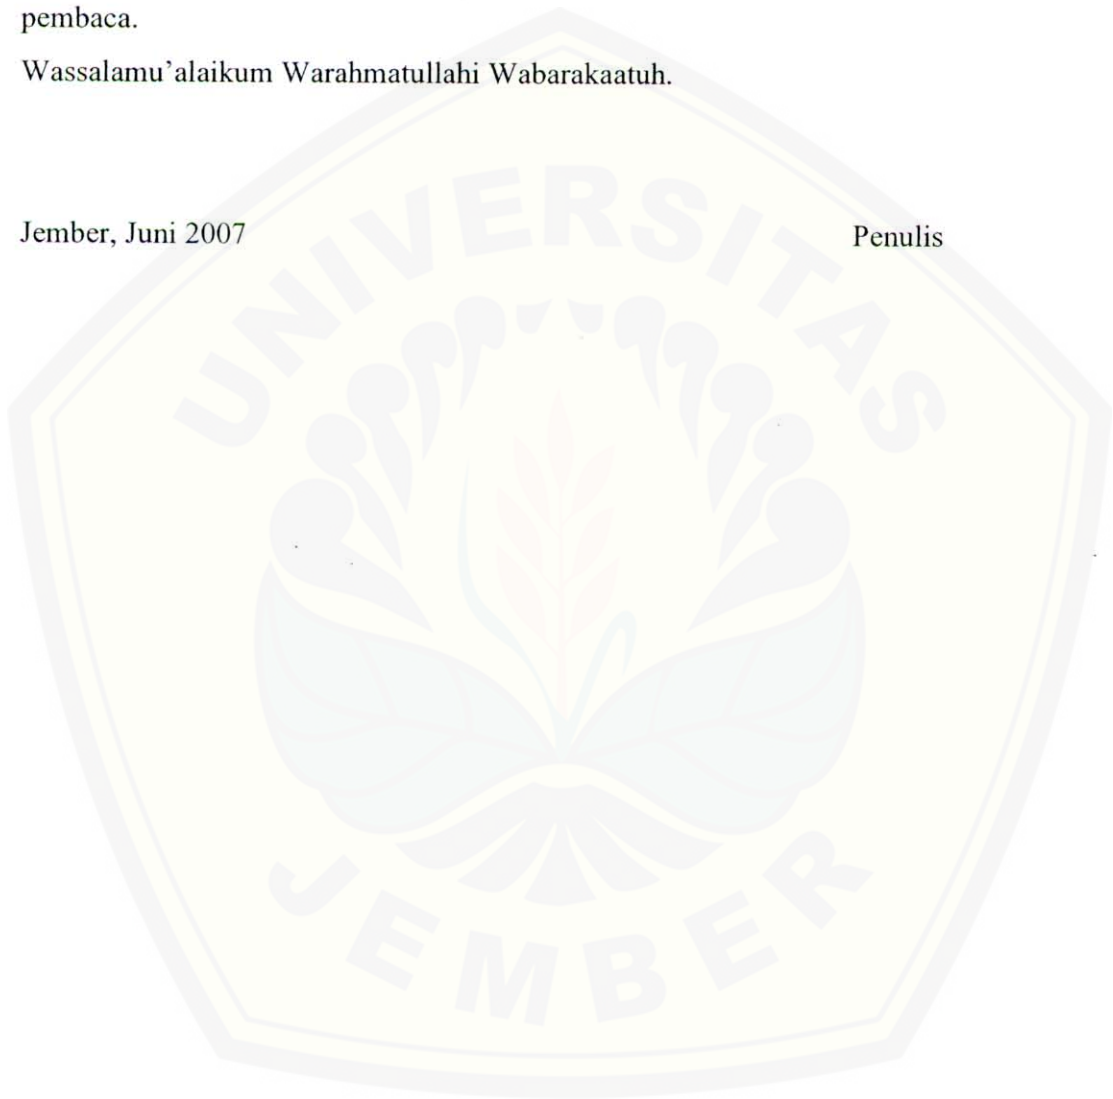 pembaca.
Wassalamu'alaikum Warahmatullahi Wabarakaatuh.
Jember, Juni 2007 Penulis
UNIVERSITAS
JEMBER